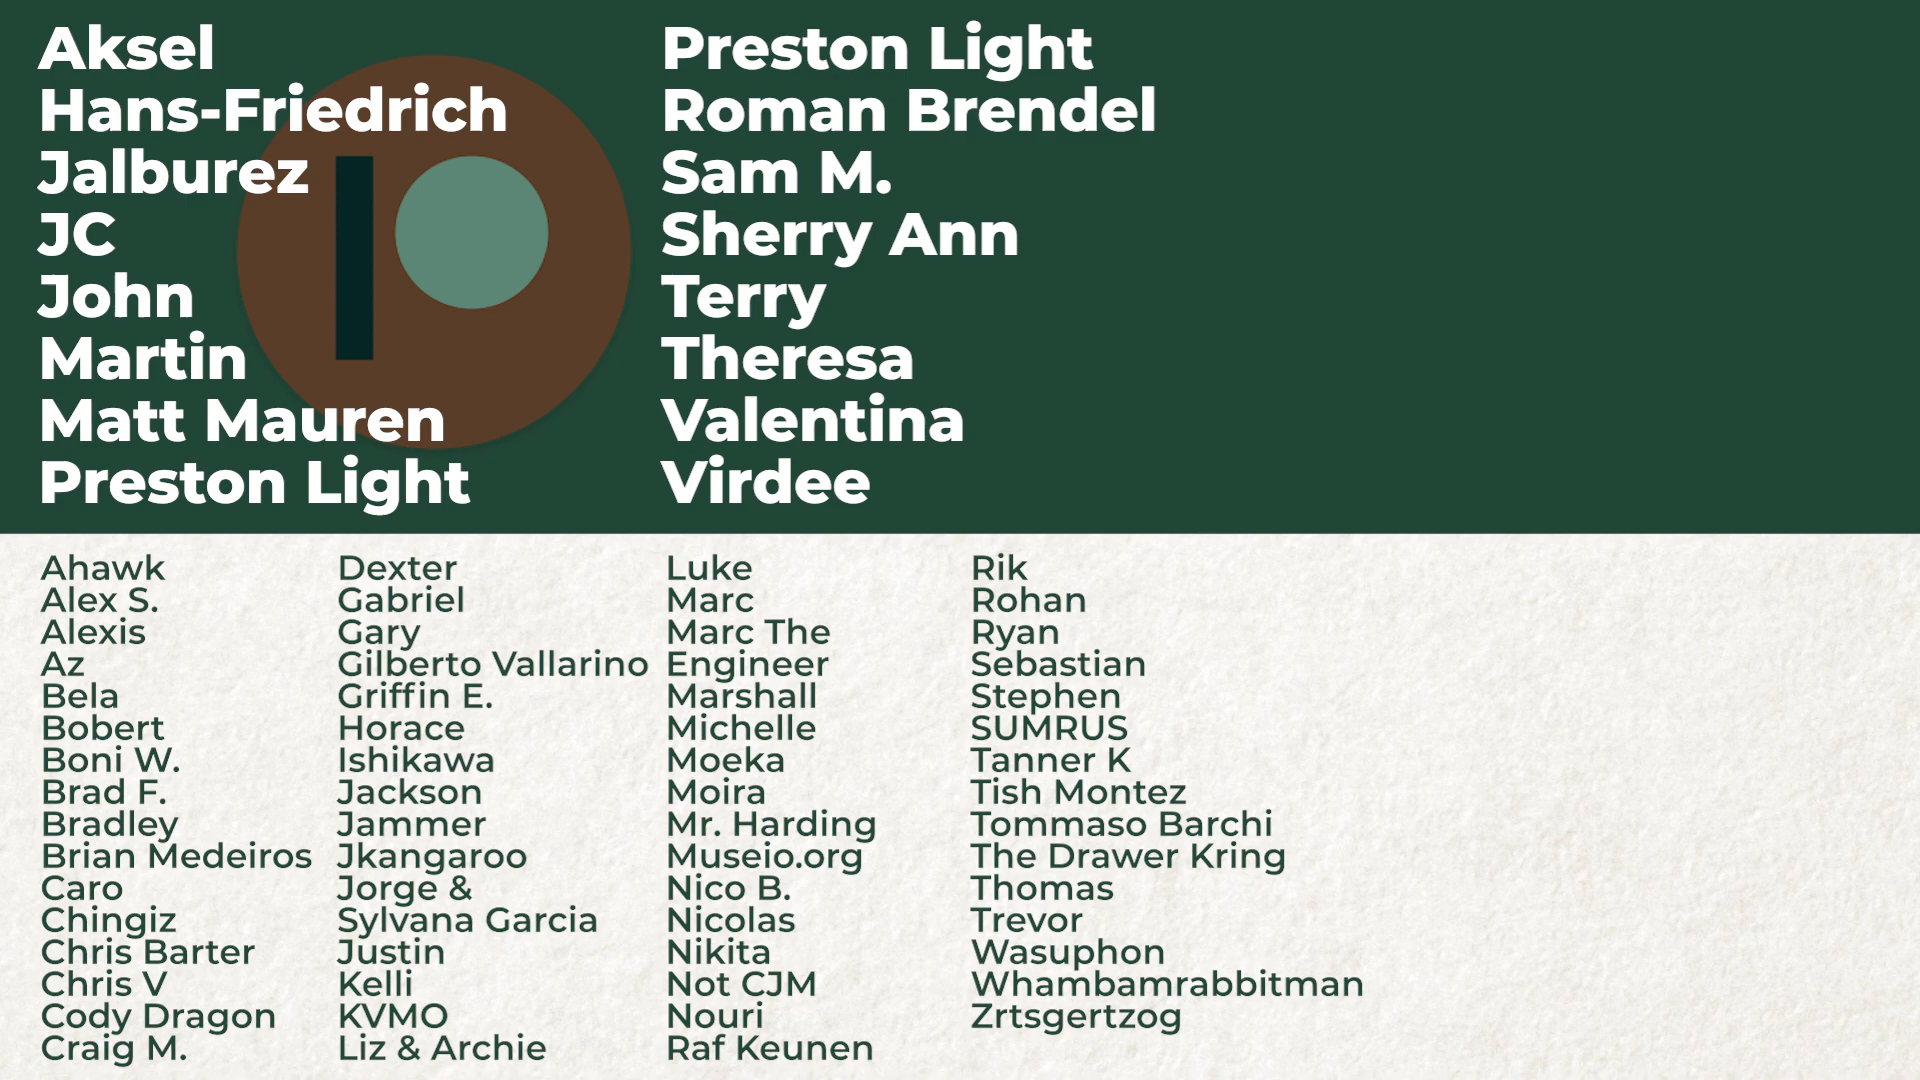 Aksel
Hans-Friedrich
Jalburez
JC
John
Martin
Matt Mauren
Preston Light
Preston Light
Roman Brendel
Sam M.
Sherry Ann
Terry
Theresa
Valentina
Virdee
Ahawk
Alex S.
Alexis
Az
Bela
Bobert
Boni W.
Brad F.
Bradley
Brian Medeiros
Caro
Chingiz
Chris Barter
Chris V
Cody Dragon
Craig M.
Dexter
Gabriel
Gary
Gilberto Vallarino
Griffin E.
Horace
Ishikawa
Jackson
Jammer
Jkangaroo
Jorge &
Sylvana Garcia
Justin
Kelli
KVMO
Liz & Archie
Luke
Marc
Marc The
Engineer
Marshall
Michelle
Moeka
Moira
Mr. Harding
Museio.org
Nico B.
Nicolas
Nikita
Not CJM
Nouri
Raf Keunen
Rik
Rohan
Ryan
Sebastian
Stephen
SUMRUS
Tanner K
Tish Montez
Tommaso Barchi
The Drawer Kring
Thomas
Trevor
Wasuphon
Whambamrabbitman
Zrtsgertzog